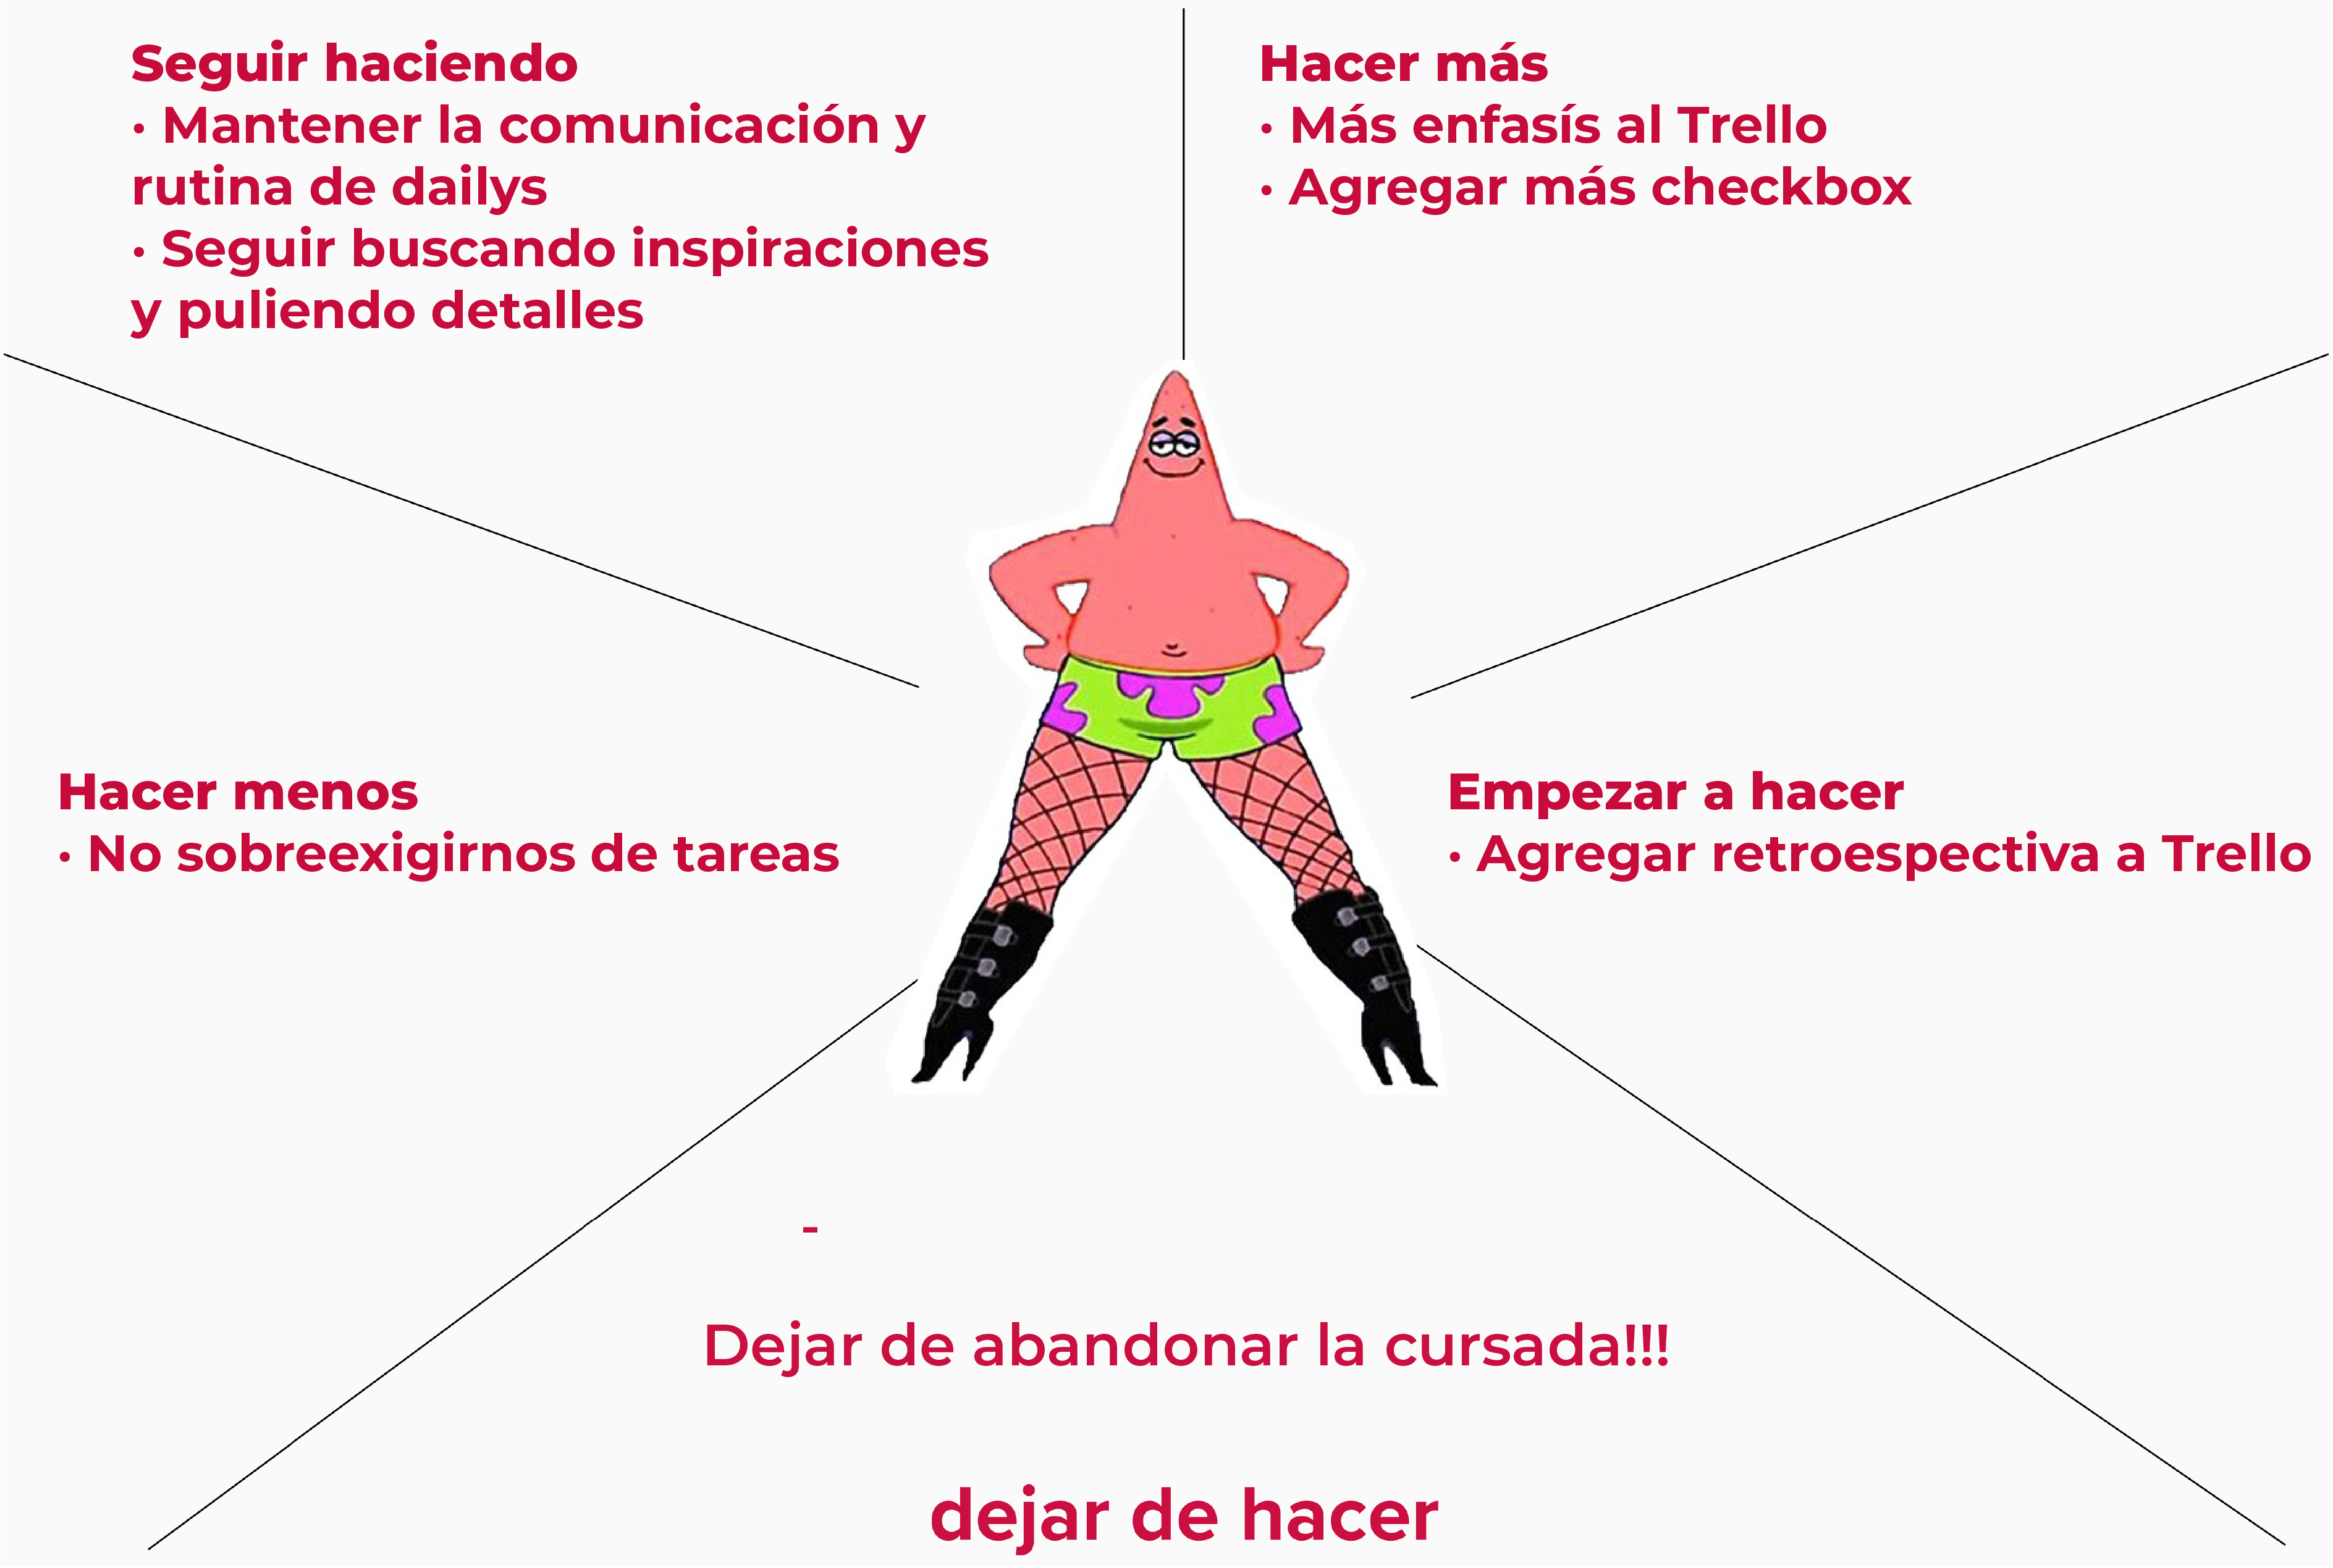 Seguir haciendo
· Mantener la comunicación y
rutina de dailys
· Seguir buscando inspiraciones
y puliendo detalles
Hacer más
· Más enfasís al Trello
· Agregar más checkbox
Hacer menos
· No sobreexigirnos de tareas
Empezar a hacer
· Agregar retroespectiva a Trello
-
Dejar de abandonar la cursada!!!
dejar de hacer